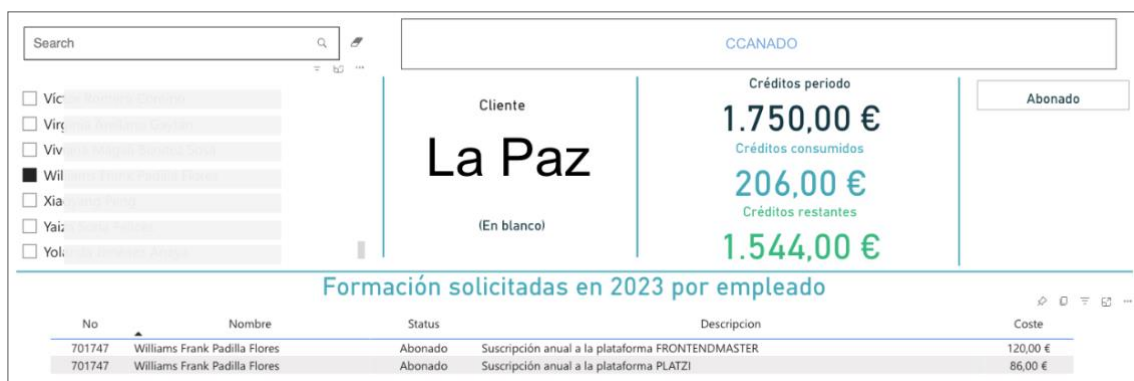 Search
CCANADO
Víc
Virg
Viv
Wil
Xia
Yaiz
Yol
Cliente
La Paz
(En blanco)
Créditos periodo
1.750,00 €
Créditos consumidos
206,00 €
Créditos restantes
1.544,00 €
Abonado
Formación solicitadas en 2023 por empleado
No Nombre Status Descripcion Coste
701747 Williams Frank Padilla Flores Abonado Suscripción anual a la plataforma FRONTENDMASTER 120,00 €
701747 Williams Frank Padilla Flores Abonado Suscripción anual a la plataforma PLATZI 86,00 €